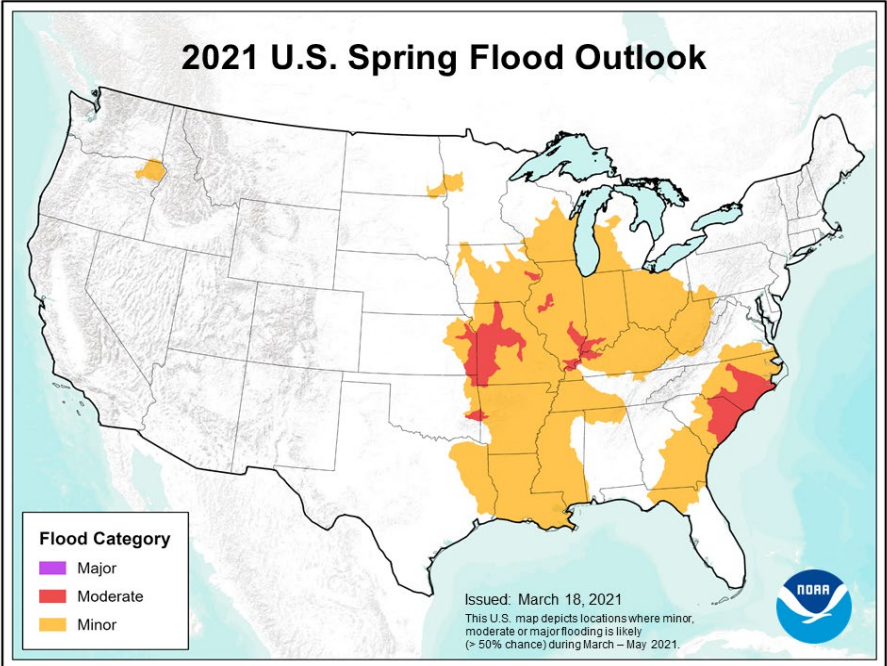 2021 U.S. Spring Flood Outlook
Flood Category
Major
Moderate
Minor
Issued: March 18, 2021
This U.S. map depicts locations where minor,
moderate or major flooding is likely
(> 50% chance) during March – May 2021.
NOAA